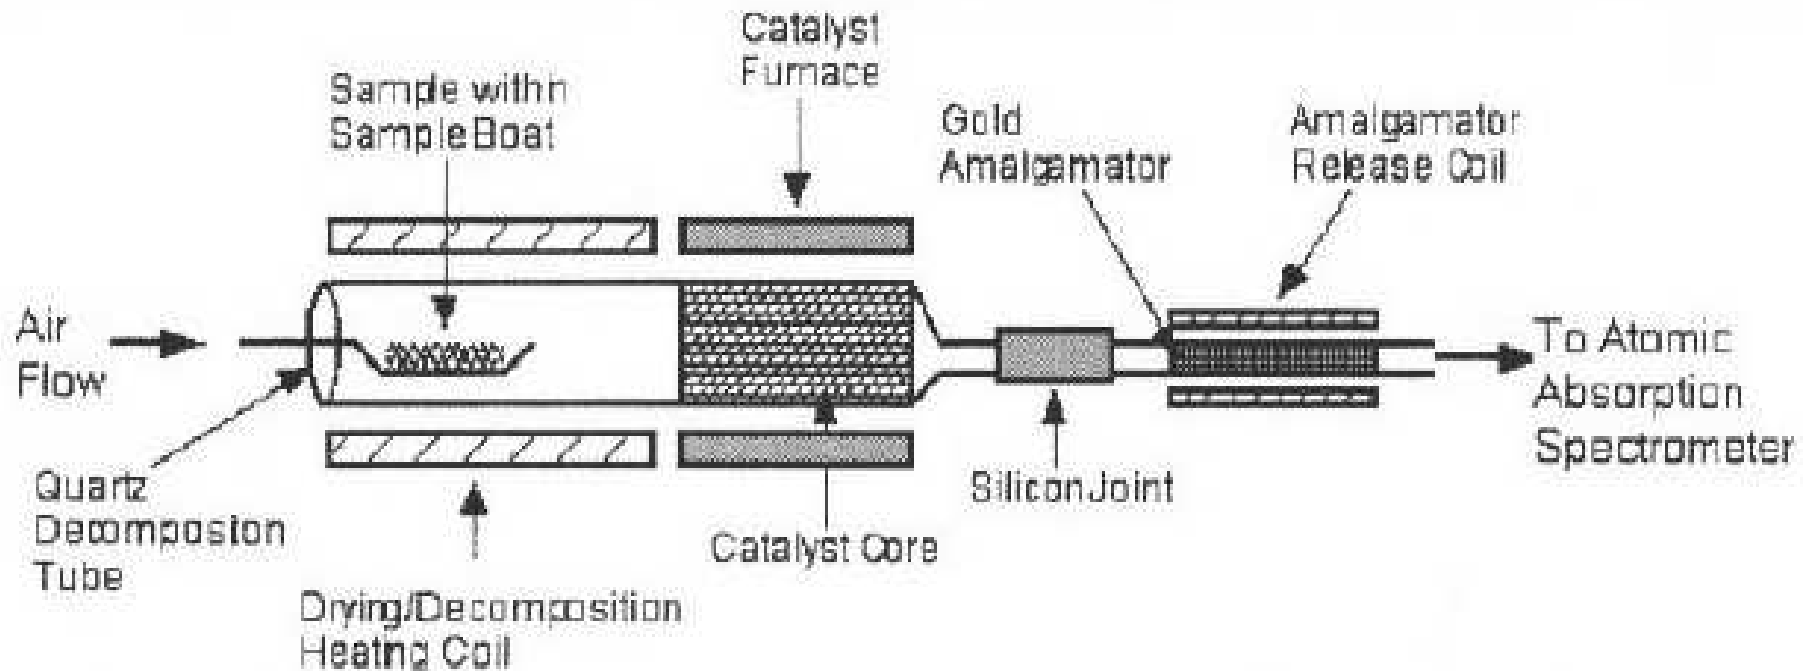 Catalyst
Furnace
Sample within
Sample Boat
Gold
Amalgamator
Amalgamator
Release Coil
Air
Flow
To Atomic
Absorption
Spectrometer
Quartz
Decomposion
Tube
Silicon Joint
Catalyst Core
Drying/Decomposition
Heating Coil